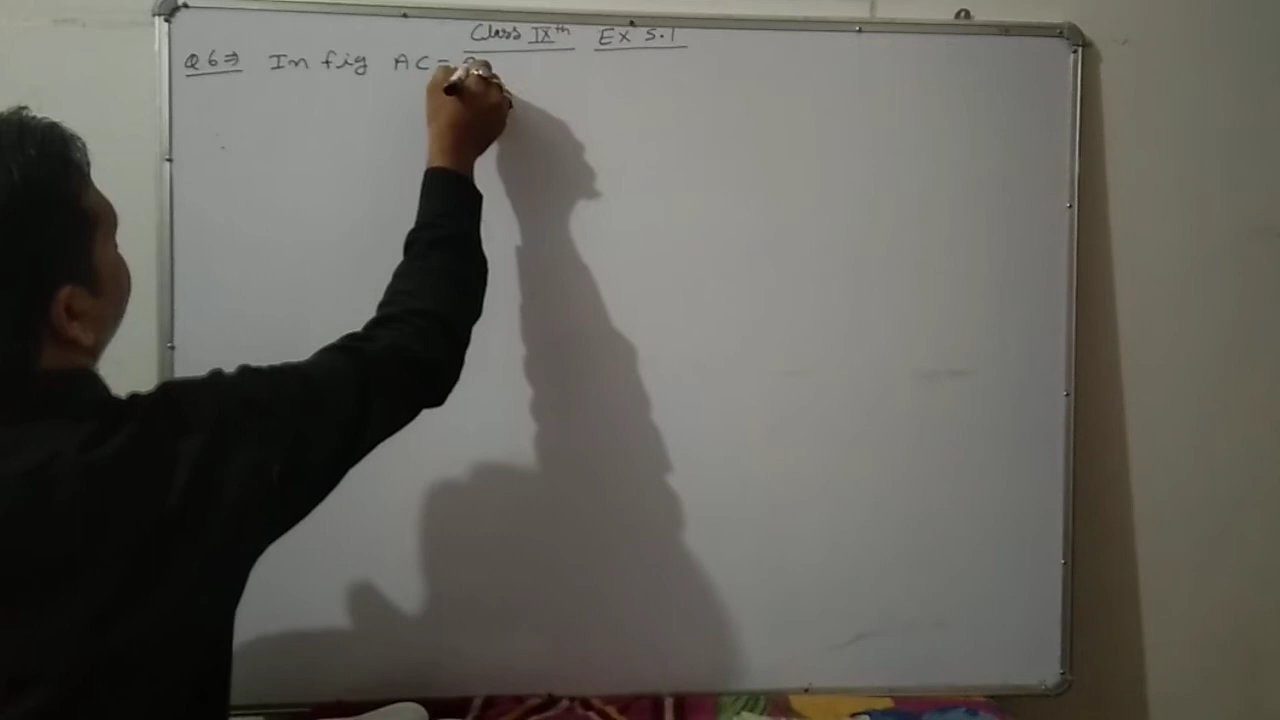 Class IXth Ex 5.1
Q6⇒ In fig AC =